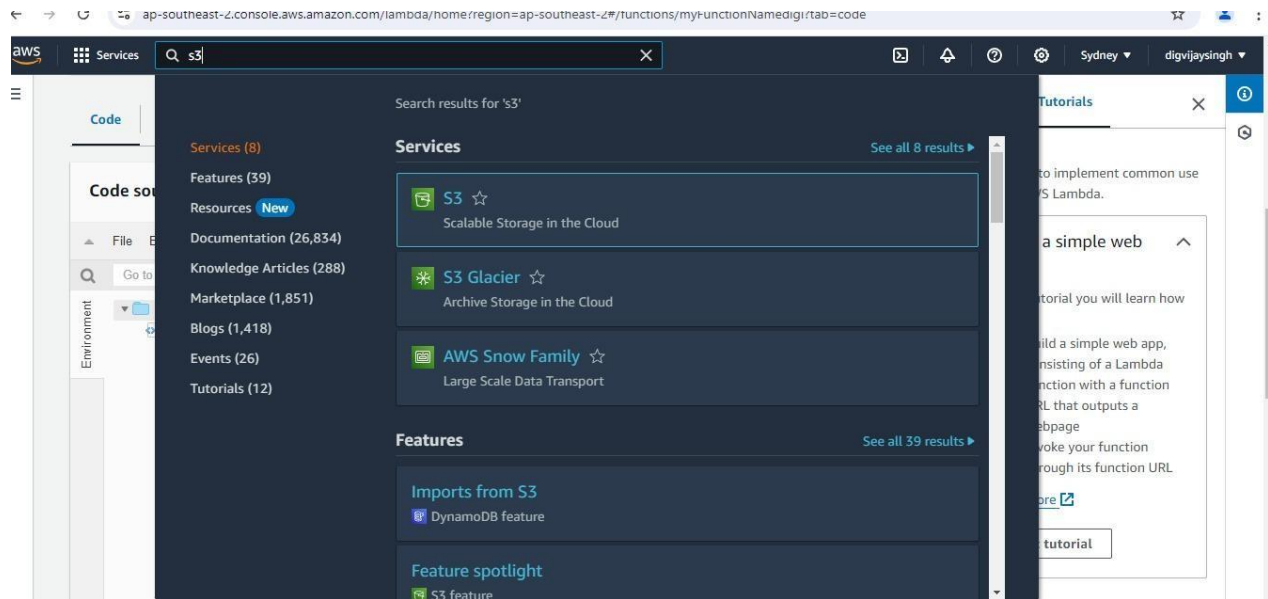 ap-southeast-2.console.aws.amazon.com/lambda/home?region=ap-southeast-2#/functions/myFunctionNamedigi?tab=code
aws
Services
s3
Sydney
digvijaysingh
Search results for 's3'
Code
Code sou
File
Go to
Environment
Services (8)
Features (39)
Resources New
Documentation (26,834)
Knowledge Articles (288)
Marketplace (1,851)
Blogs (1,418)
Events (26)
Tutorials (12)
Services
See all 8 results
S3
Scalable Storage in the Cloud
S3 Glacier
Archive Storage in the Cloud
AWS Snow Family
Large Scale Data Transport
Features
See all 39 results
Imports from S3
DynamoDB feature
Feature spotlight
S3 feature
Tutorials
to implement common use
S Lambda.
a simple web
torial you will learn how
ild a simple web app,
nsisting of a Lambda
nction with a function
RL that outputs a
ebpage
voke your function
rough its function URL
ore
tutorial